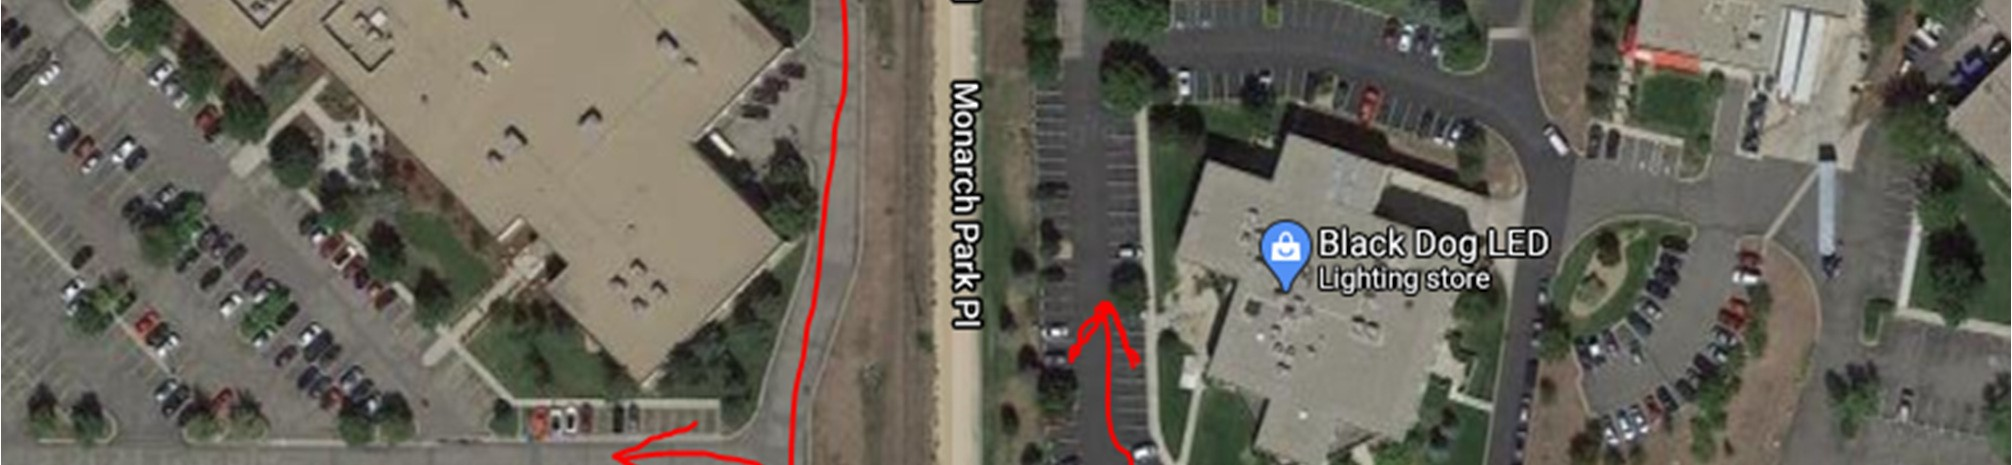 Monarch Park Pl
Black Dog LED
Lighting store